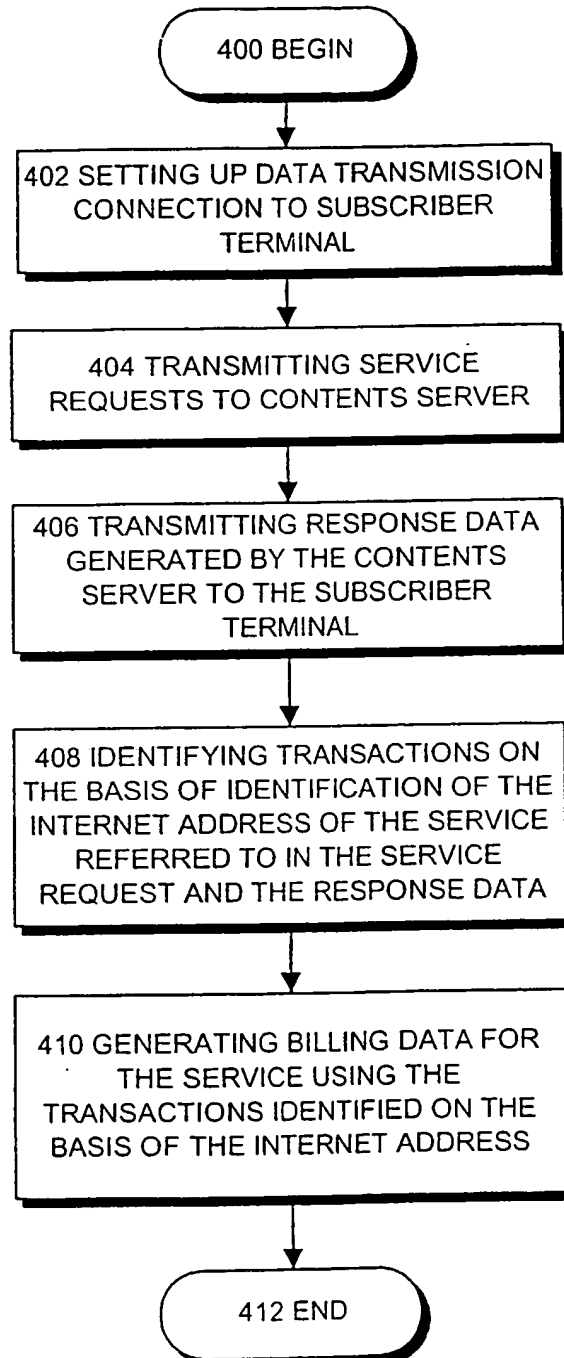 400 BEGIN
402 SETTING UP DATA TRANSMISSION
CONNECTION TO SUBSCRIBER
TERMINAL
404 TRANSMITTING SERVICE
REQUESTS TO CONTENTS SERVER
406 TRANSMITTING RESPONSE DATA
GENERATED BY THE CONTENTS
SERVER TO THE SUBSCRIBER
TERMINAL
408 IDENTIFYING TRANSACTIONS ON
THE BASIS OF IDENTIFICATION OF THE
INTERNET ADDRESS OF THE SERVICE
REFERRED TO IN THE SERVICE
REQUEST AND THE RESPONSE DATA
410 GENERATING BILLING DATA FOR
THE SERVICE USING THE
TRANSACTIONS IDENTIFIED ON THE
BASIS OF THE INTERNET ADDRESS
412 END